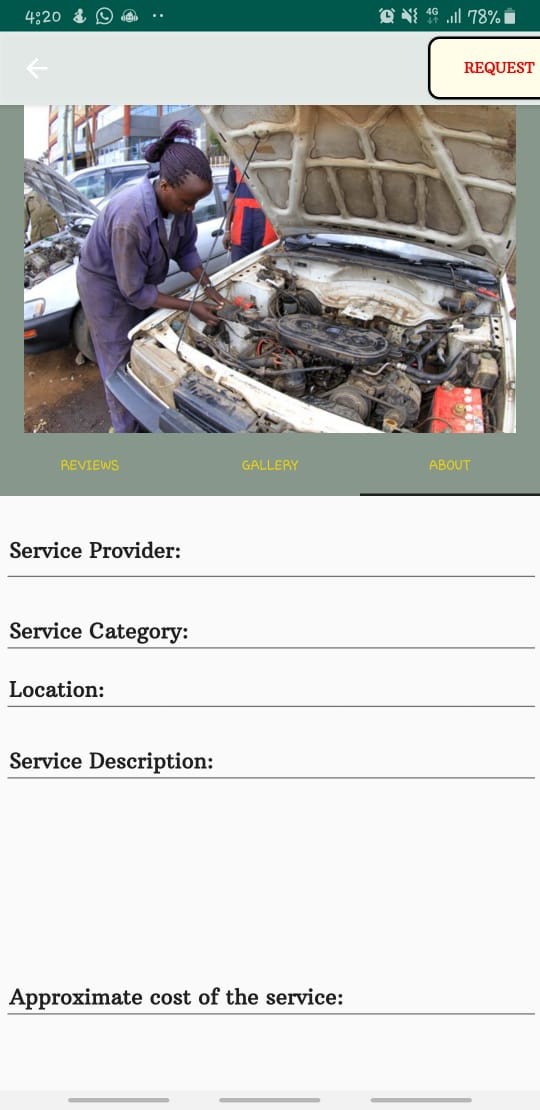 4:20
4G
78%
REQUEST
REVIEWS
GALLERY
ABOUT
Service Provider:
Service Category:
Location:
Service Description:
Approximate cost of the service: